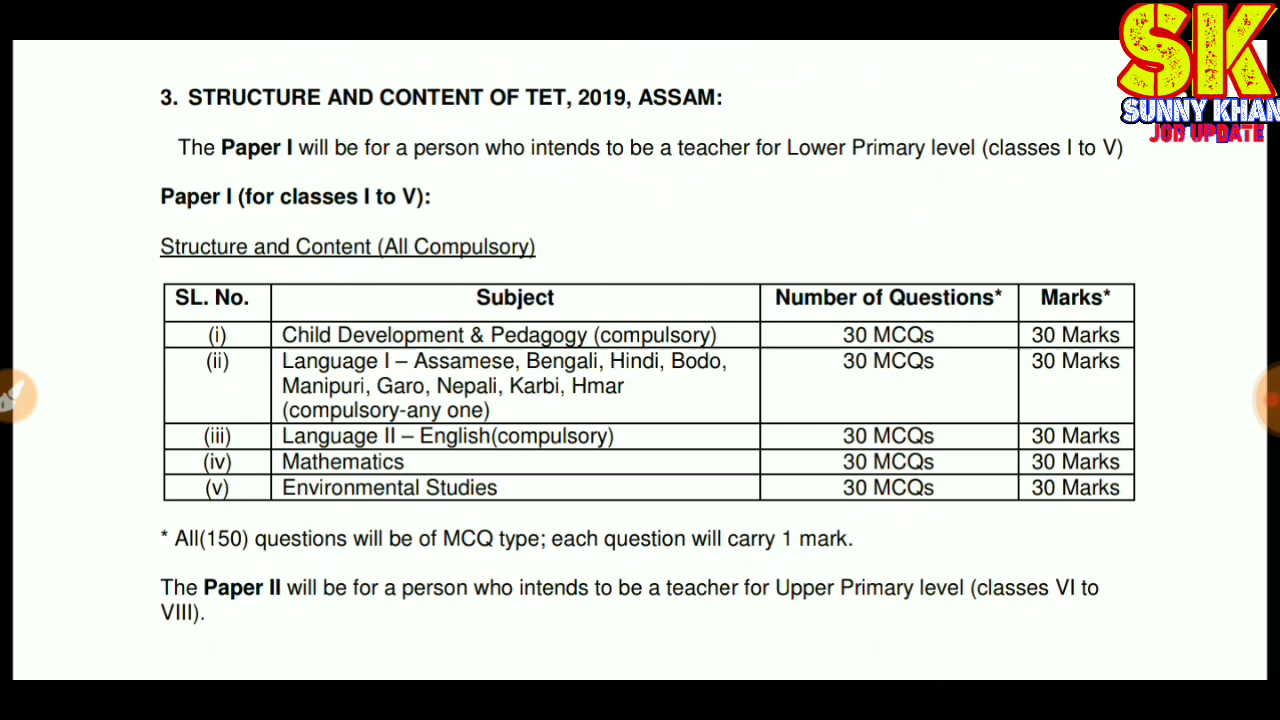 SK
SUNNY KHAN
JOB UPDATE
3. STRUCTURE AND CONTENT OF TET, 2019, ASSAM:
The Paper I will be for a person who intends to be a teacher for Lower Primary level (classes I to V)
Paper I (for classes I to V):
Structure and Content (All Compulsory)
SL. No. Subject Number of Questions* Marks*
(i) Child Development & Pedagogy (compulsory) 30 MCQs 30 Marks
(ii) Language I – Assamese, Bengali, Hindi, Bodo, 30 MCQs 30 Marks
Manipuri, Garo, Nepali, Karbi, Hmar
(compulsory-any one)
(iii) Language II – English(compulsory) 30 MCQs 30 Marks
(iv) Mathematics 30 MCQs 30 Marks
(v) Environmental Studies 30 MCQs 30 Marks
* All(150) questions will be of MCQ type; each question will carry 1 mark.
The Paper II will be for a person who intends to be a teacher for Upper Primary level (classes VI to
VIII).